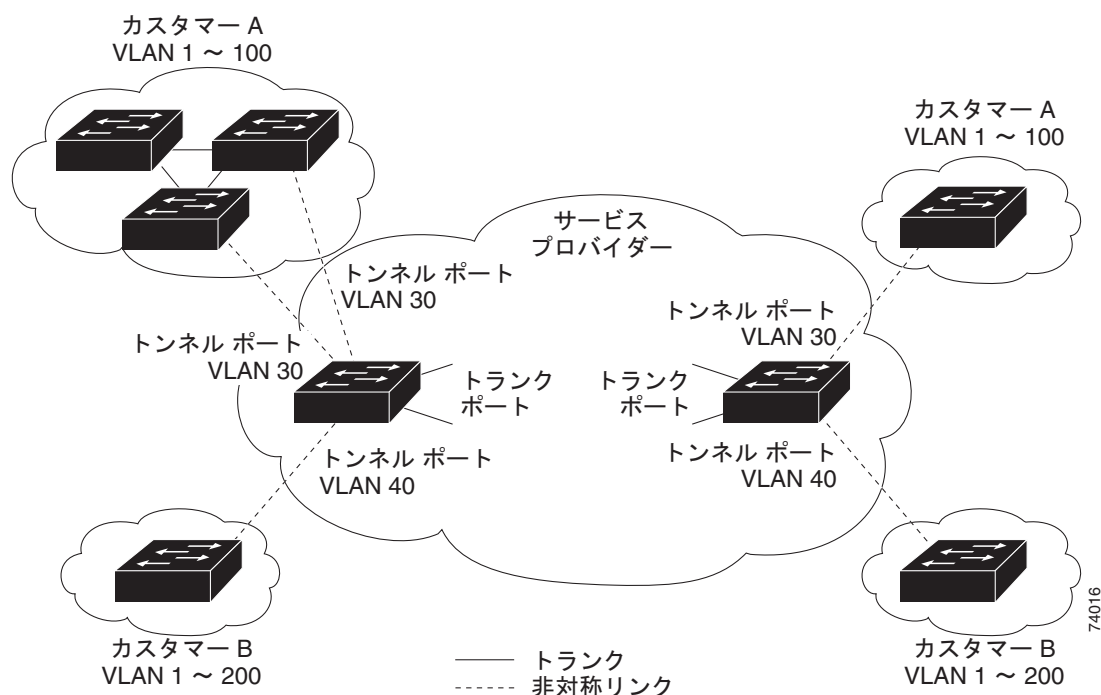 カスタマー A
VLAN 1 ～ 100
カスタマー A
VLAN 1 ～ 100
サービス
プロバイダー
トンネル ポート
VLAN 30
トンネル ポート
VLAN 30
トンネル ポート
VLAN 30
トランク
ポート
トランク
ポート
トンネル ポート
VLAN 40
トンネル ポート
VLAN 40
カスタマー B
VLAN 1 ～ 200
カスタマー B
VLAN 1 ～ 200
74016
トランク
非対称リンク